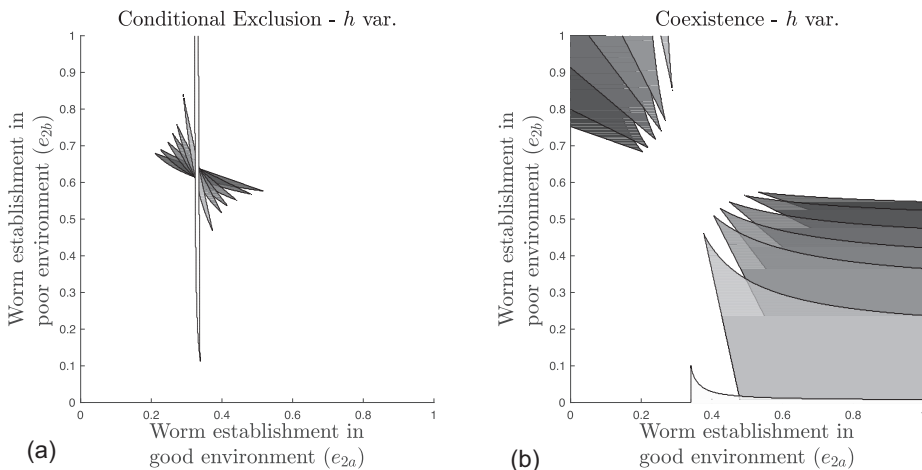 Conditional Exclusion - h var.
1
0.9
0.8
0.7
0.6
0.5
0.4
0.3
0.2
0.1
0
Worm establishment in
poor environment (e2b)
0
0.2
0.4
0.6
0.8
1
Worm establishment in
good environment (e2a)
(a)
Coexistence - h var.
1
0.9
0.8
0.7
0.6
0.5
0.4
0.3
0.2
0.1
0
Worm establishment in
poor environment (e2b)
0
0.2
0.4
0.6
0.8
1
Worm establishment in
good environment (e2a)
(b)